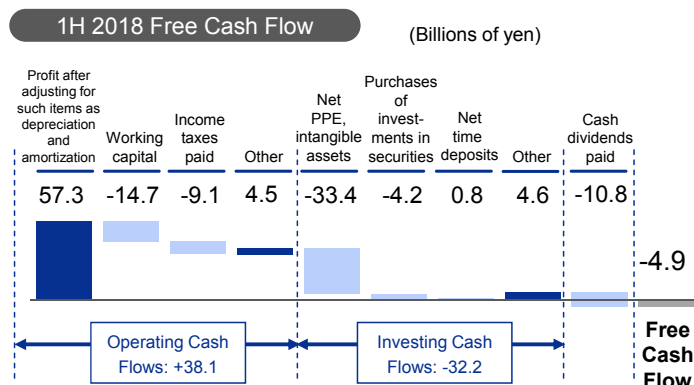 1H 2018 Free Cash Flow
(Billions of yen)
Profit after
adjusting for
such items as
depreciation
and
amortization
Working
capital
Income
taxes
paid
Other
Net
PPE,
intangible
assets
Purchases
of
invest-
ments in
securities
Net
time
deposits
Other
Cash
dividends
paid
57.3
-14.7
-9.1
4.5
-33.4
-4.2
0.8
4.6
-10.8
-4.9
Operating Cash
Flows: +38.1
Investing Cash
Flows: -32.2
Free
Cash
Flow